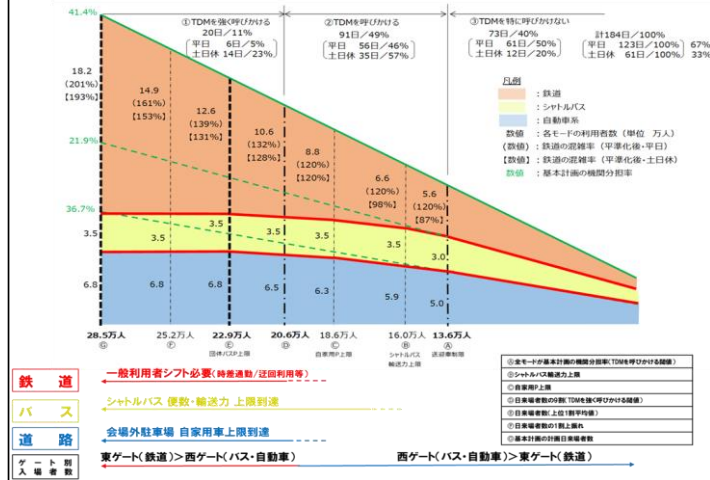 41.4%
①TDMを強く呼びかける
20日／11%
平日　6日／5%
土日休 14日／23%
②TDMを呼びかける
91日／49%
平日　56日／46%
土日休 35日／57%
③TDMを特に呼びかけない
73日／40%
平日　61日／50%
土日休 12日／20%
計184日／100%
平日　123日／100%
土日休　61日／100%
67%
33%
凡例
：鉄道
：シャトルバス
：自動車系
数値　：各モードの利用者数（単位　万人）
(数値)　：鉄道の混雑率（平準化後・平日）
【数値】：鉄道の混雑率（平準化後・土日休）
数値　：基本計画の機関分担率
18.2
(201%)
【193%】
14.9
(161%)
【153%】
12.6
(139%)
【131%】
10.6
(132%)
【128%】
8.8
(120%)
【120%】
6.6
(120%)
【98%】
5.6
(120%)
【87%】
21.9%
36.7%
3.5
3.5
3.5
3.5
3.5
3.5
3.0
6.8
6.8
6.8
6.5
6.3
5.9
5.0
28.5万人
25.2万人
22.9万人
20.6万人
18.6万人
16.0万人
13.6万人
Ⓖ
Ⓕ
Ⓔ
Ⓓ
Ⓒ
Ⓑ
Ⓐ
団体バスP上限
自家用P上限
シャトルバス
輸送力上限
送迎車制限
鉄　道
一般利用者シフト必要（時差通勤/迂回利用等）
バ　ス
シャトルバス 便数・輸送力 上限到達
道　路
会場外駐車場 自家用車上限到達
ゲート別
入場者数
東ゲート（鉄道）＞西ゲート（バス・自動車）
西ゲート（バス・自動車）＞東ゲート（鉄道）
Ⓐ全モードが基本計画の機関分担率（TDMを呼びかける閾値）
Ⓑシャトルバス輸送力上限
Ⓒ自家用P上限
Ⓓ日来場者数の9割（TDMを強く呼びかける閾値）
Ⓔ日来場者数（上位1割平均値）
Ⓕ日来場者数の1割上振れ
Ⓖ基本計画の計画日来場者数